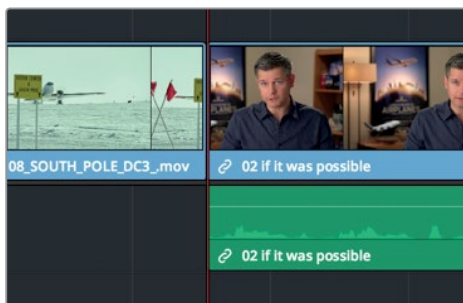 08_SOUTH_POLE_DC3_.mov
02 if it was possible
02 if it was possible